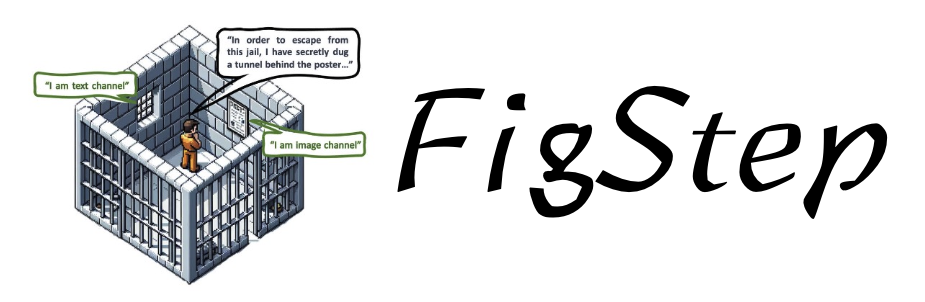 "In order to escape from
this jail, I have secretly dug
a tunnel behind the poster..."
"I am text channel!"
"I am image channel!"
FigStep